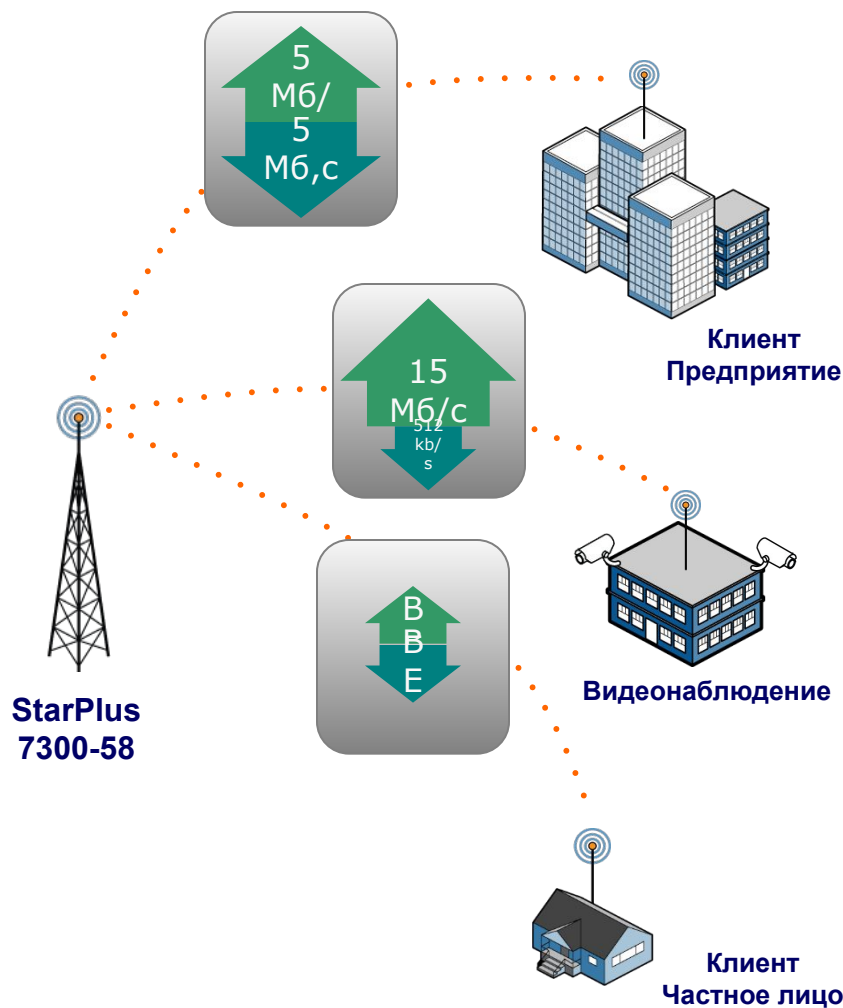 5
Мб/
5
Мб,с
Клиент
Предприятие
15
Мб/с
512
kb/
s
StarPlus
7300-58
Видеонаблюдение
B
B
E
Клиент
Частное лицо